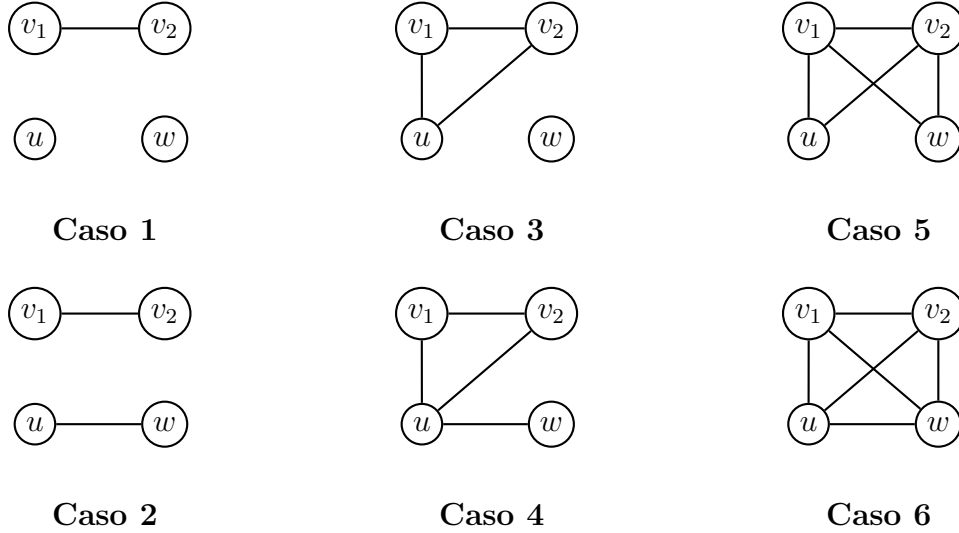 v₁ v₂ v₁ v₂ v₁ v₂
u w u w u w
Caso 1 Caso 3 Caso 5
v₁ v₂ v₁ v₂ v₁ v₂
u w u w u w
Caso 2 Caso 4 Caso 6